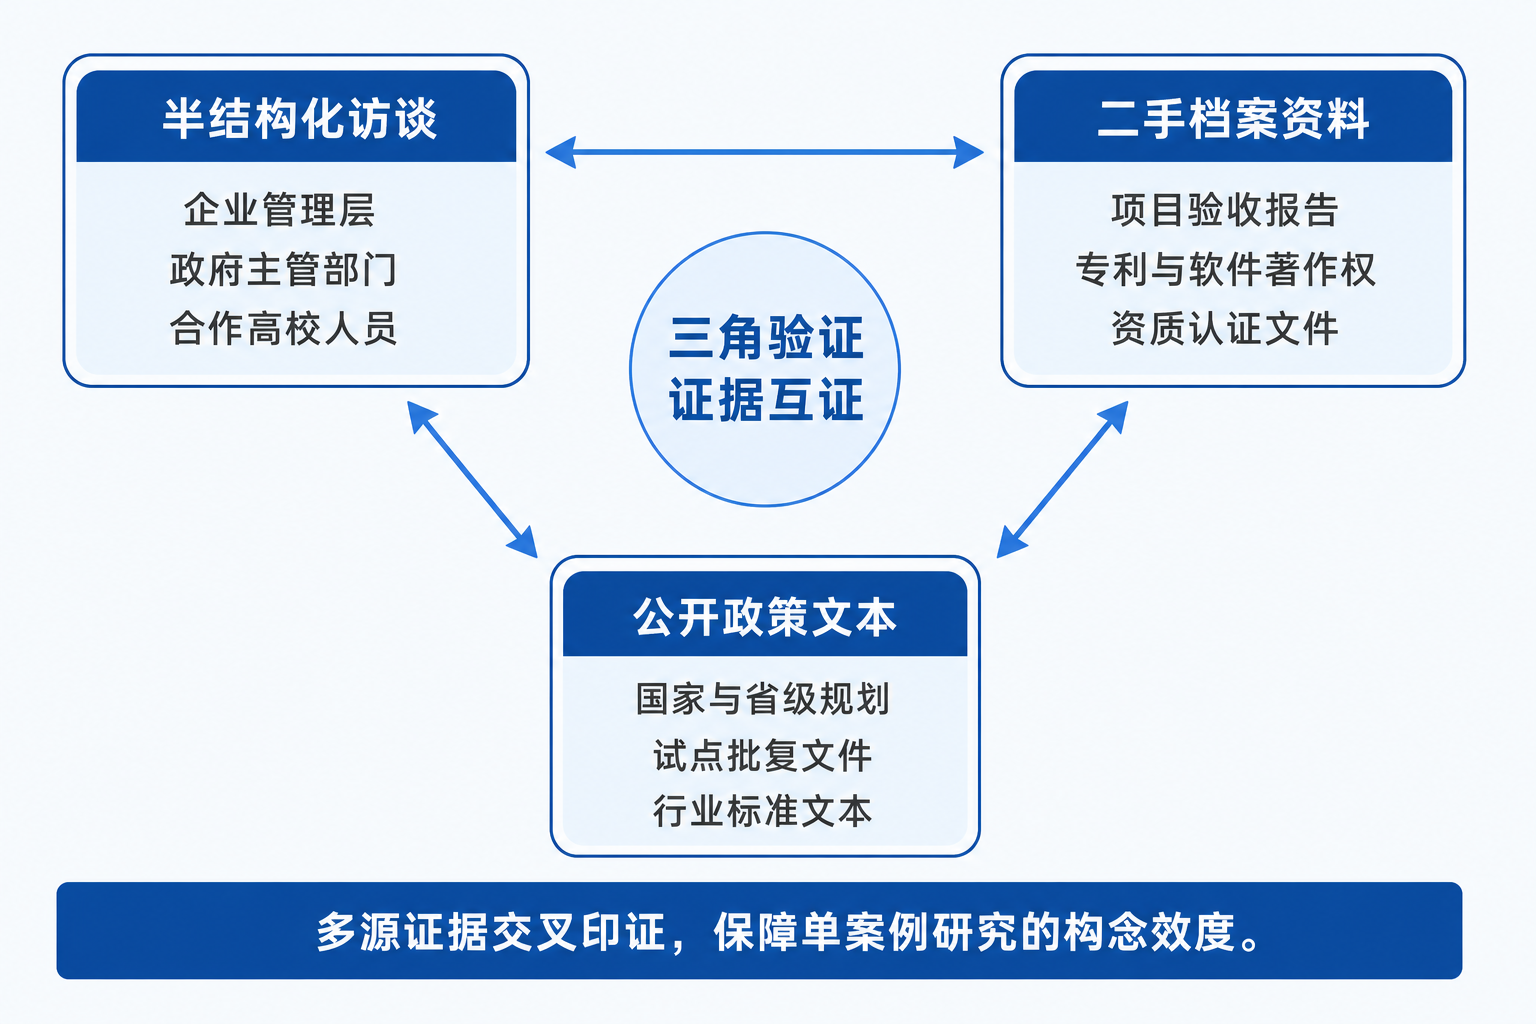 半结构化访谈
企业管理层
政府主管部门
合作高校人员
二手档案资料
项目验收报告
专利与软件著作权
资质认证文件
三角验证
证据互证
公开政策文本
国家与省级规划
试点批复文件
行业标准文本
多源证据交叉印证，保障单案例研究的构念效度。